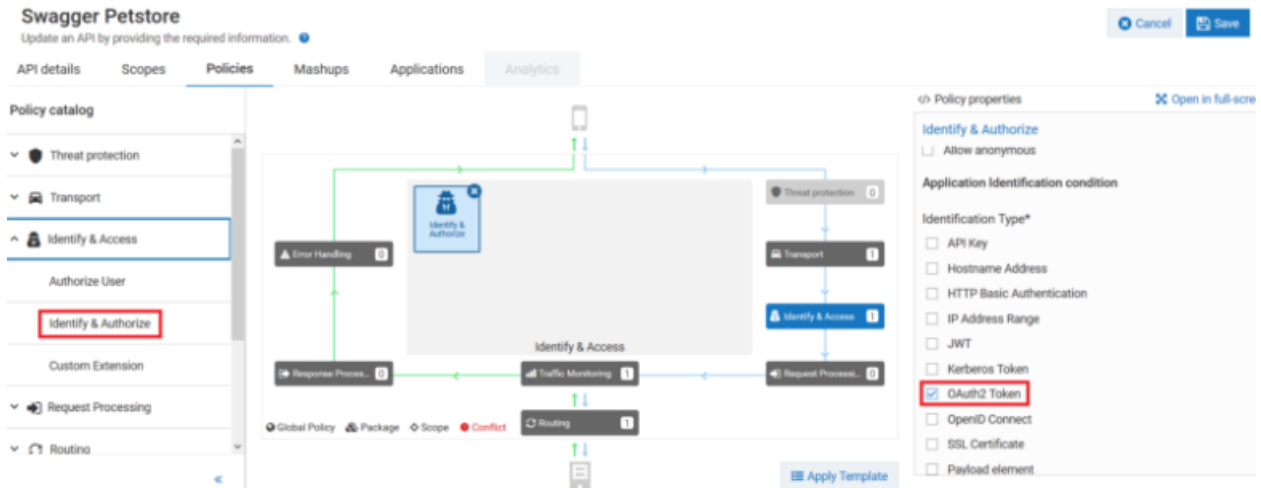 Swagger Petstore
Update an API by providing the required information.
Cancel
Save
API details
Scopes
Policies
Mashups
Applications
Analytics
Policy catalog
Threat protection
Transport
Identify & Access
Authorize User
Identify & Authorize
Custom Extension
Request Processing
Routing
«
Identify & Authorize
Threat protection 0
Error Handling 0
Transport 1
Identify & Access 1
Identify & Access
Response Proces... 0
Traffic Monitoring 1
Request Processi... 0
Global Policy Package Scope Conflict
Routing 1
Apply Template
</> Policy properties
Open in full-scre
Identify & Authorize
Allow anonymous
Application Identification condition
Identification Type*
API Key
Hostname Address
HTTP Basic Authentication
IP Address Range
JWT
Kerberos Token
OAuth2 Token
OpenID Connect
SSL Certificate
Payload element